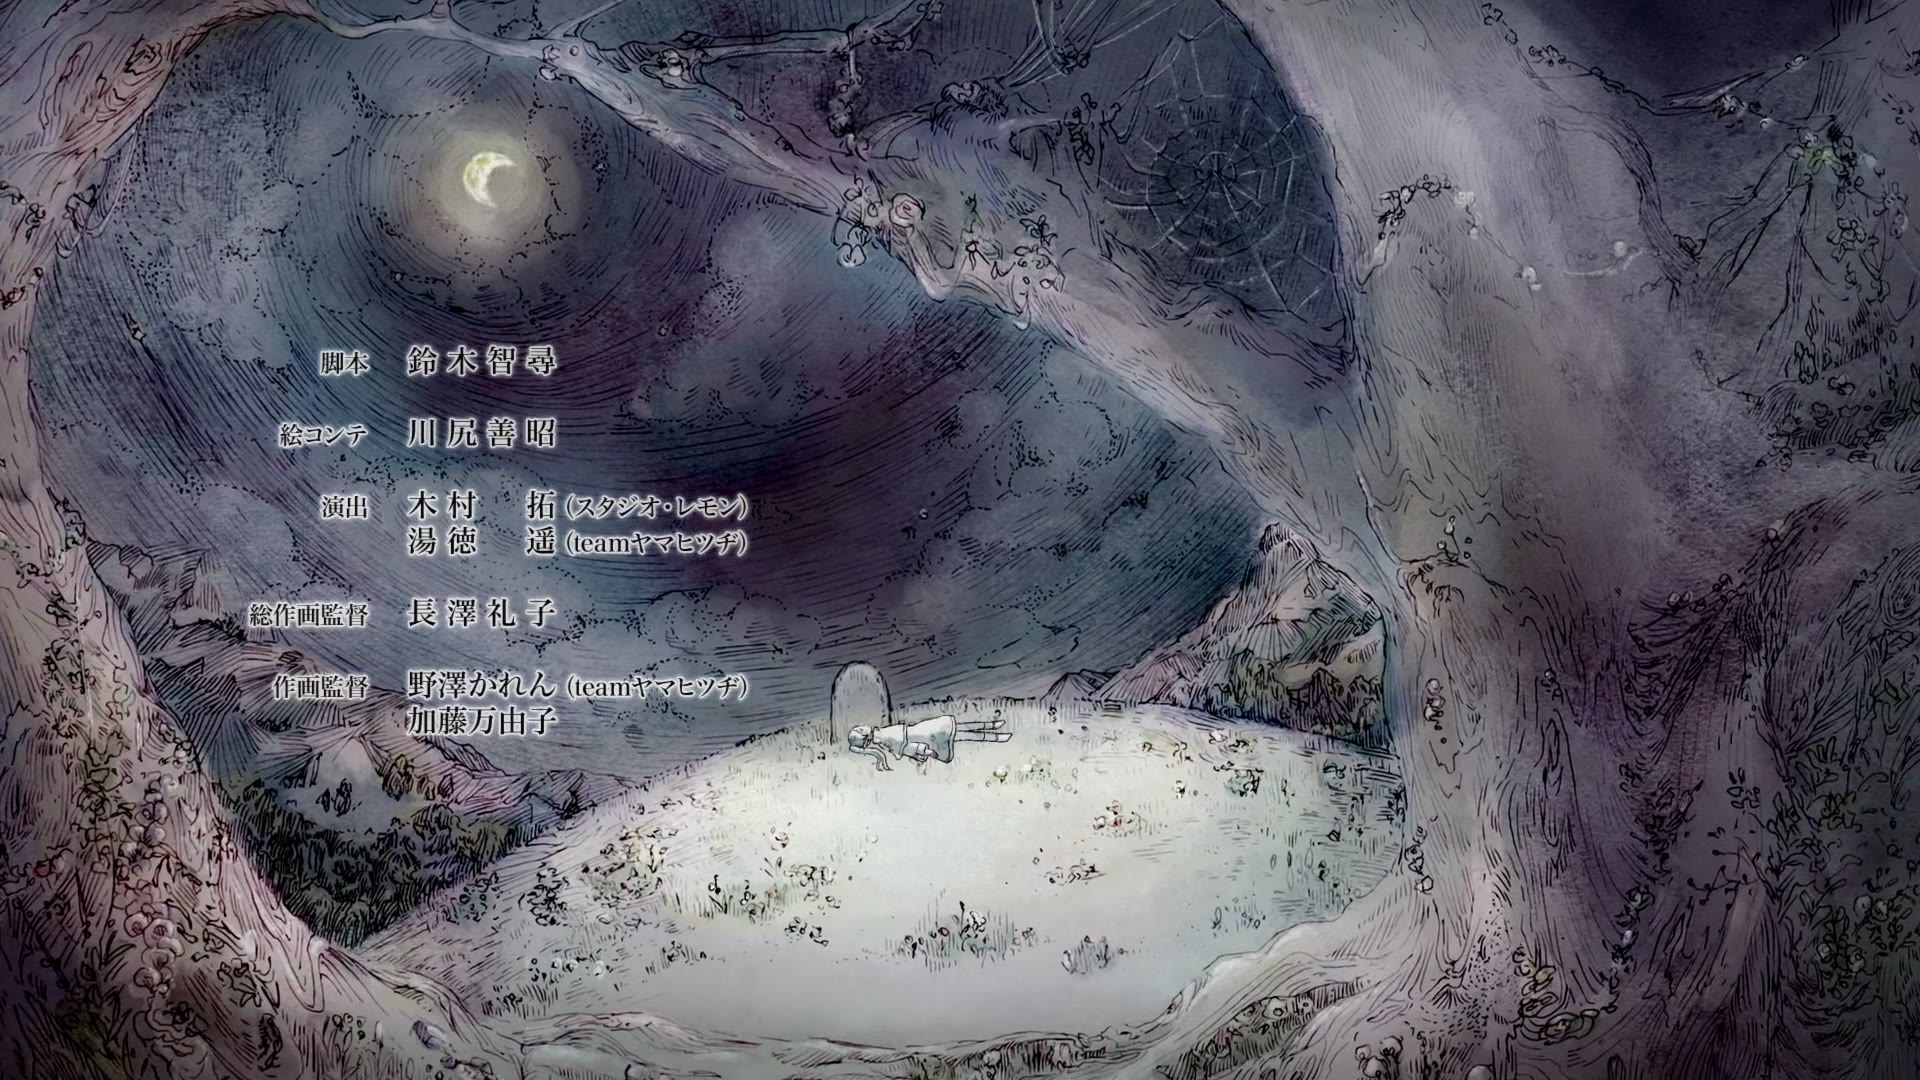 脚本 鈴木智尋
絵コンテ 川尻善昭
演出 木村 拓(スタジオ・レモン)
湯徳 遥(teamヤマヒツヂ)
総作画監督 長澤礼子
作画監督 野澤かれん(teamヤマヒツヂ)
加藤万由子